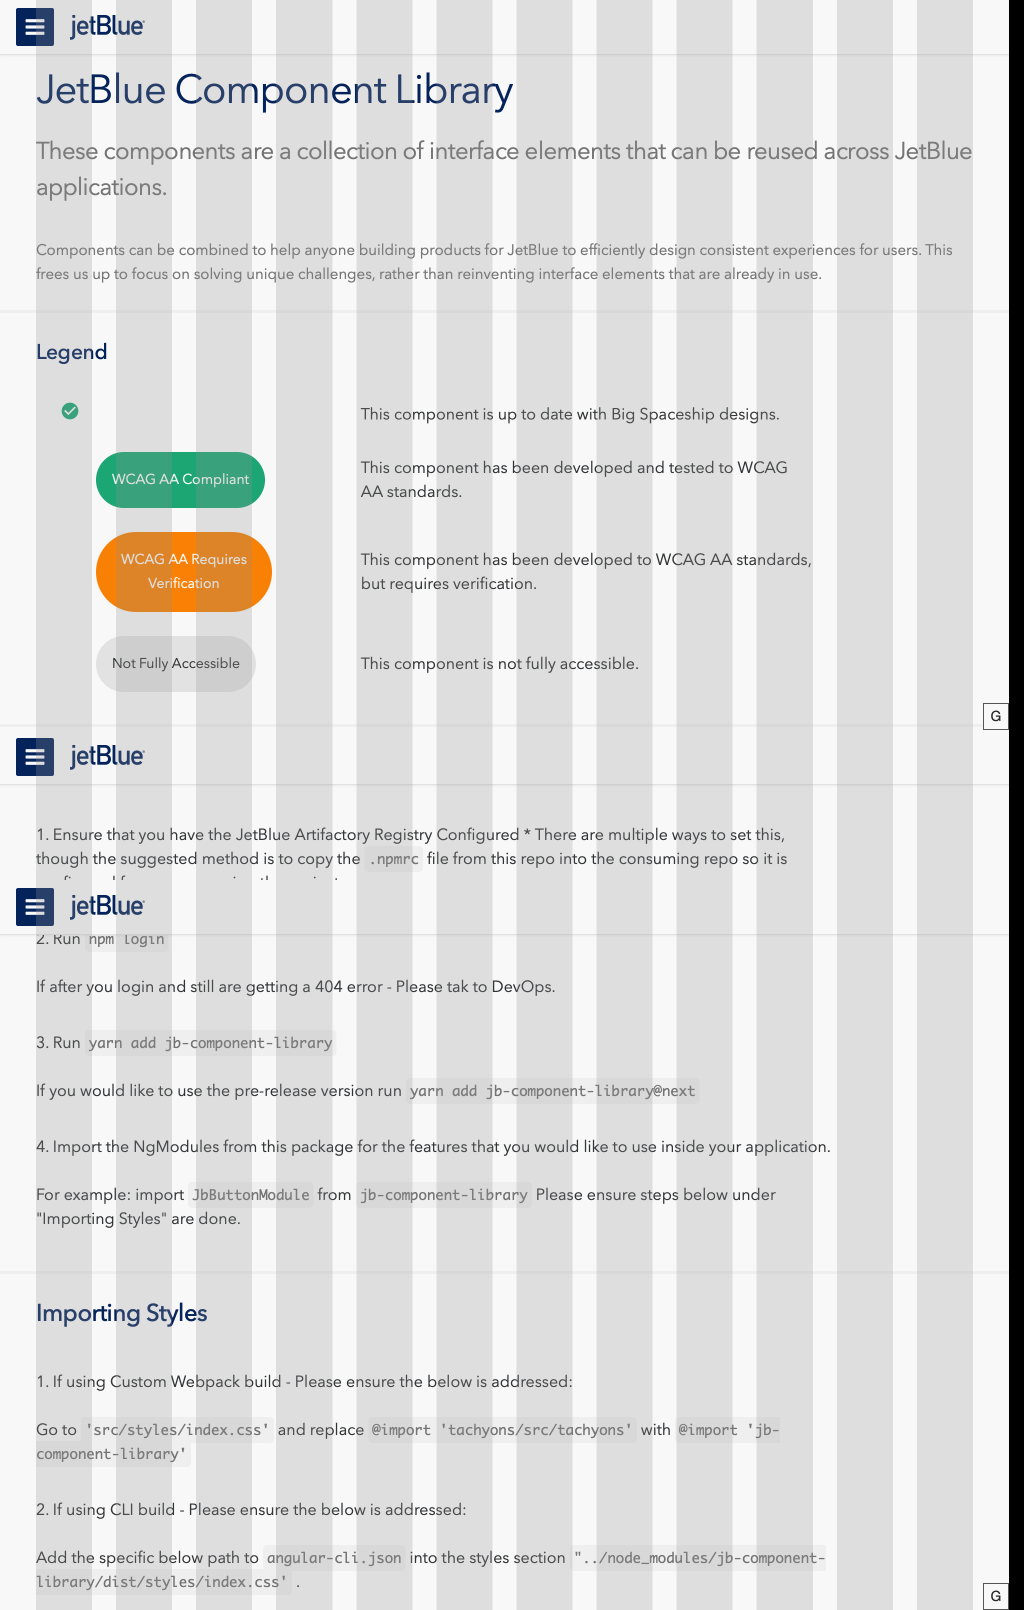 jetBlue
JetBlue Component Library
These components are a collection of interface elements that can be reused across JetBlue
applications.
Components can be combined to help anyone building products for JetBlue to efficiently design consistent experiences for users. This
frees us up to focus on solving unique challenges, rather than reinventing interface elements that are already in use.
Legend
This component is up to date with Big Spaceship designs.
WCAG AA Compliant
This component has been developed and tested to WCAG
AA standards.
WCAG AA Requires
Verification
This component has been developed to WCAG AA standards,
but requires verification.
Not Fully Accessible
This component is not fully accessible.
G
jetBlue
1. Ensure that you have the JetBlue Artifactory Registry Configured * There are multiple ways to set this,
though the suggested method is to copy the .npmrc file from this repo into the consuming repo so it is
jetBlue
2. Run npm login
If after you login and still are getting a 404 error - Please tak to DevOps.
3. Run yarn add jb-component-library
If you would like to use the pre-release version run yarn add jb-component-library@next
4. Import the NgModules from this package for the features that you would like to use inside your application.
For example: import JbButtonModule from jb-component-library Please ensure steps below under
"Importing Styles" are done.
Importing Styles
1. If using Custom Webpack build - Please ensure the below is addressed:
Go to 'src/styles/index.css' and replace @import 'tachyons/src/tachyons' with @import 'jb-
component-library'
2. If using CLI build - Please ensure the below is addressed:
Add the specific below path to angular-cli.json into the styles section "../node_modules/jb-component-
library/dist/styles/index.css' .
G